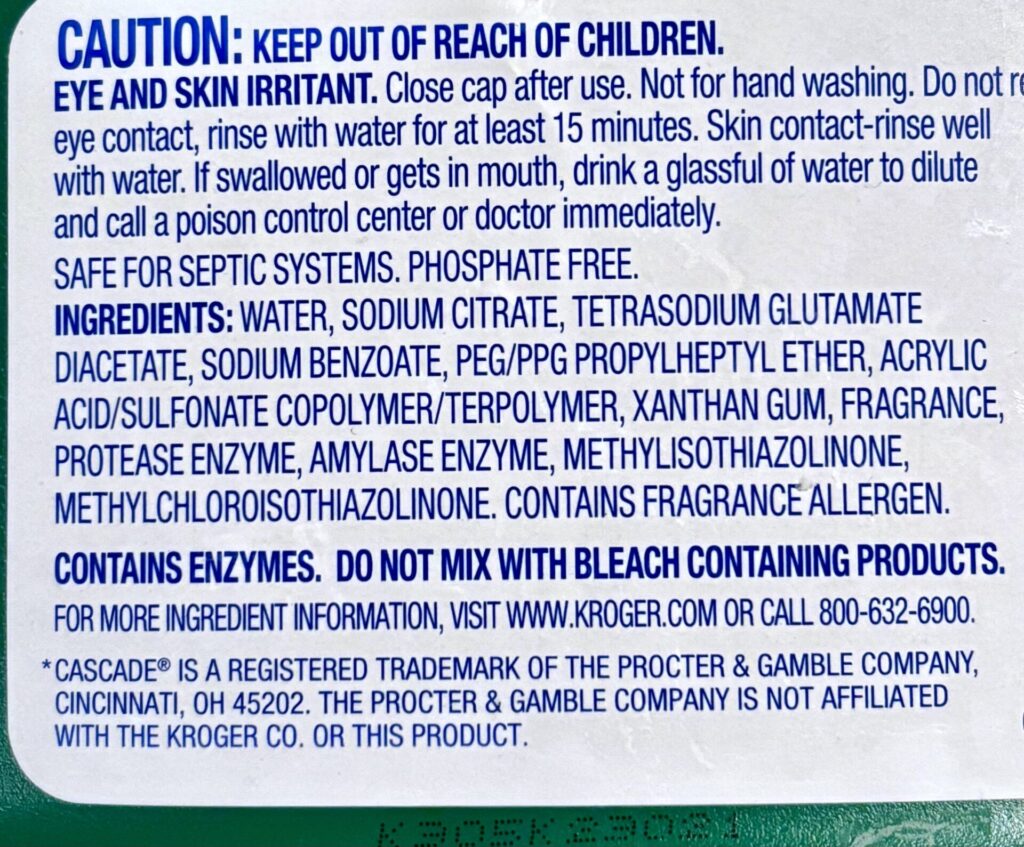 CAUTION: KEEP OUT OF REACH OF CHILDREN.
EYE AND SKIN IRRITANT. Close cap after use. Not for hand washing. Do not
eye contact, rinse with water for at least 15 minutes. Skin contact-rinse well
with water. If swallowed or gets in mouth, drink a glassful of water to dilute
and call a poison control center or doctor immediately.
SAFE FOR SEPTIC SYSTEMS. PHOSPHATE FREE.
INGREDIENTS: WATER, SODIUM CITRATE, TETRASODIUM GLUTAMATE
DIACETATE, SODIUM BENZOATE, PEG/PPG PROPYLHEPTYL ETHER, ACRYLIC
ACID/SULFONATE COPOLYMER/TERPOLYMER, XANTHAN GUM, FRAGRANCE,
PROTEASE ENZYME, AMYLASE ENZYME, METHYLISOTHIAZOLINONE,
METHYLCHLOROISOTHIAZOLINONE. CONTAINS FRAGRANCE ALLERGEN.
CONTAINS ENZYMES. DO NOT MIX WITH BLEACH CONTAINING PRODUCTS.
FOR MORE INGREDIENT INFORMATION, VISIT WWW.KROGER.COM OR CALL 800-632-6900.
*CASCADE® IS A REGISTERED TRADEMARK OF THE PROCTER & GAMBLE COMPANY,
CINCINNATI, OH 45202. THE PROCTER & GAMBLE COMPANY IS NOT AFFILIATED
WITH THE KROGER CO. OR THIS PRODUCT.